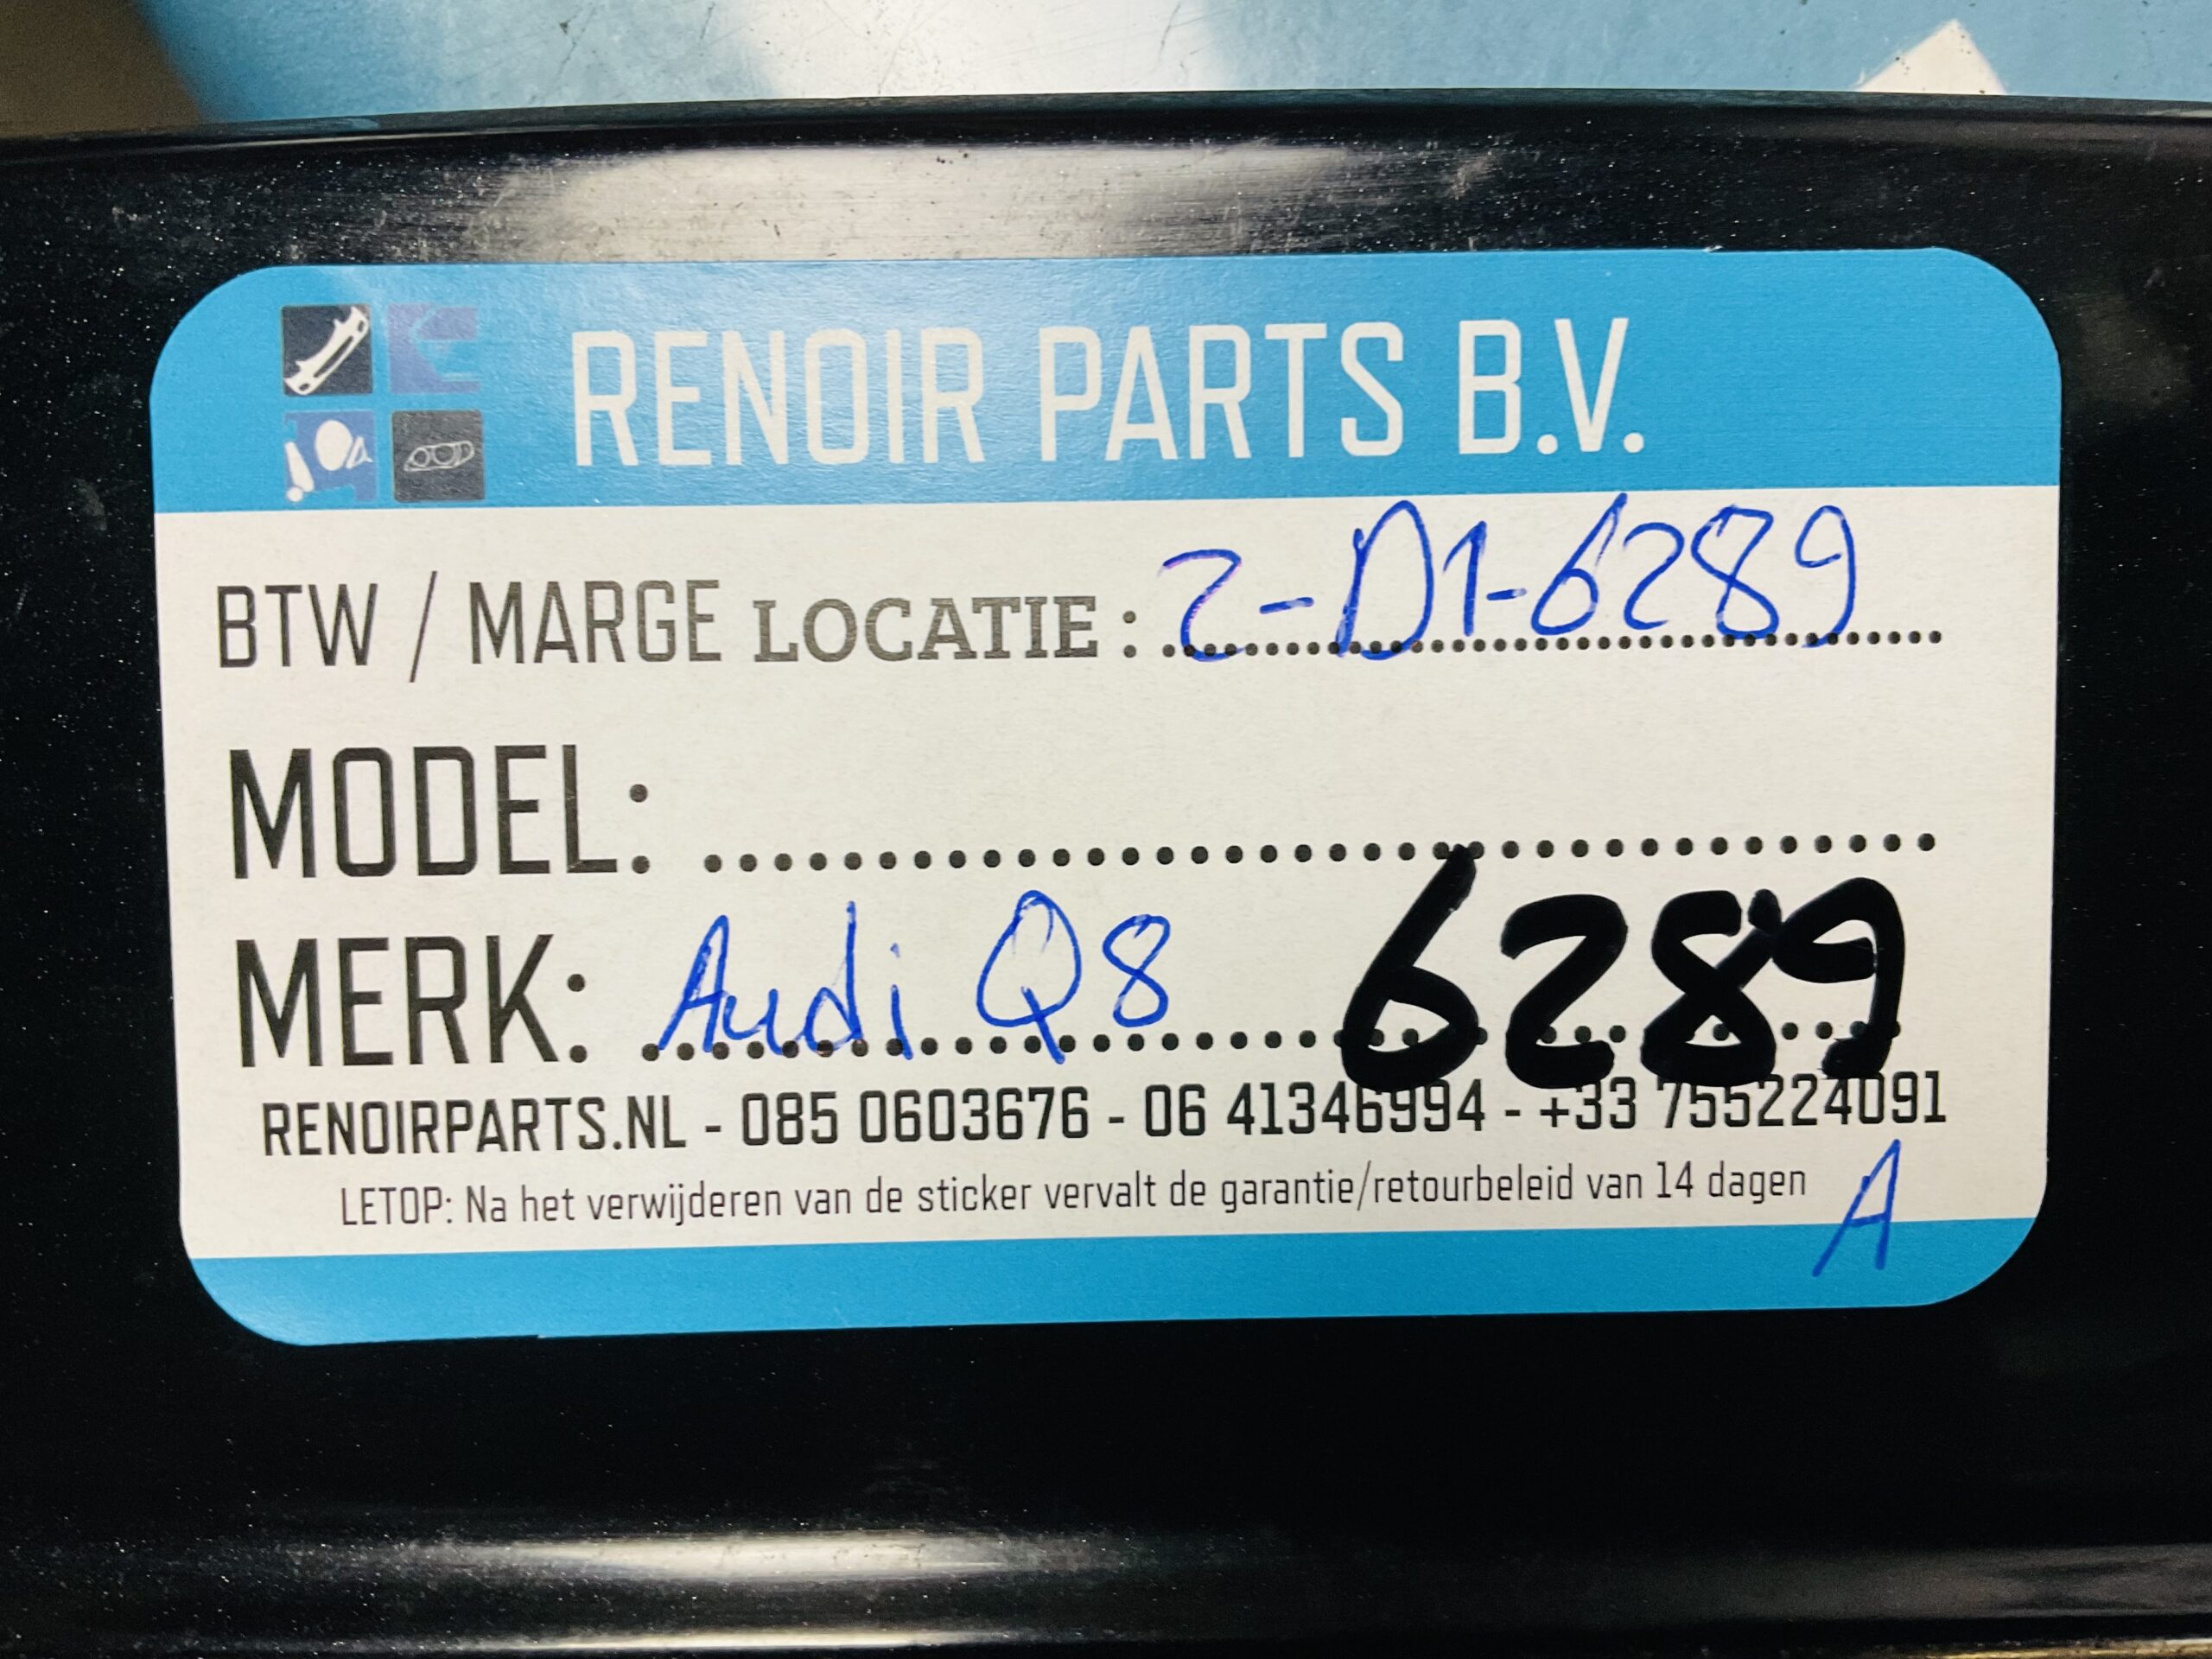 RENOIR PARTS B.V.
BTW / MARGE LOCATIE : 2-D1-6289
MODEL:
MERK: Audi Q8 6289
RENOIRPARTS.NL - 085 0603676 - 06 41346994 - +33 755224091
LETOP: Na het verwijderen van de sticker vervalt de garantie/retourbeleid van 14 dagen
A